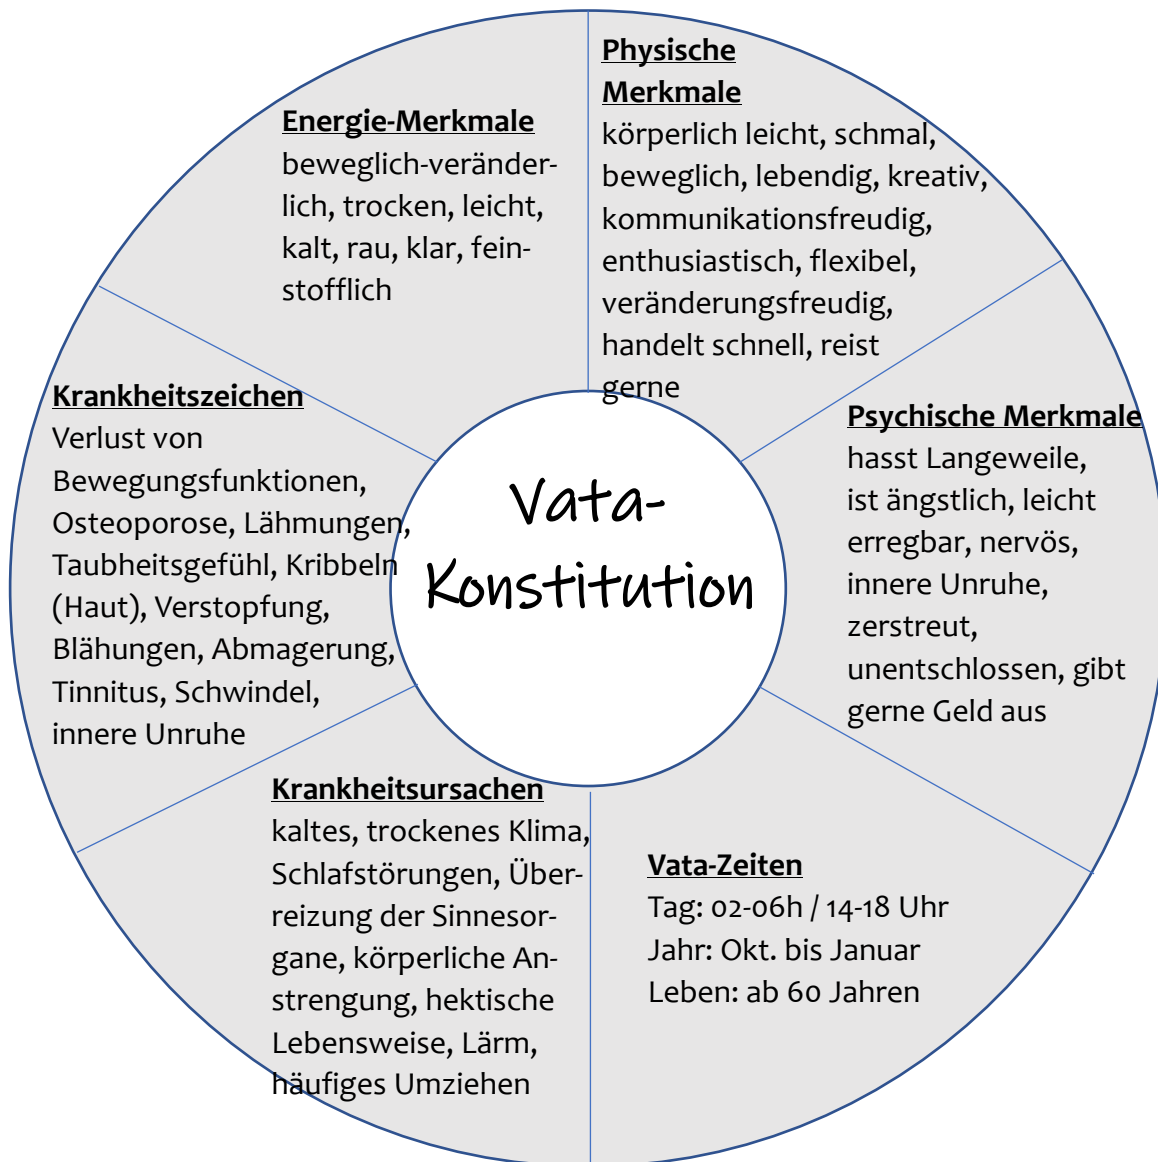 Physische
Merkmale
körperlich leicht, schmal,
beweglich, lebendig, kreativ,
kommunikationsfreudig,
enthusiastisch, flexibel,
veränderungsfreudig,
handelt schnell, reist
gerne
Psychische Merkmale
hasst Langeweile,
ist ängstlich, leicht
erregbar, nervös,
innere Unruhe,
zerstreut,
unentschlossen, gibt
gerne Geld aus
Vata-Zeiten
Tag: 02-06h / 14-18 Uhr
Jahr: Okt. bis Januar
Leben: ab 60 Jahren
Krankheitsursachen
kaltes, trockenes Klima,
Schlafstörungen, Über-
reizung der Sinnesor-
gane, körperliche An-
strengung, hektische
Lebensweise, Lärm,
häufiges Umziehen
Krankheitszeichen
Verlust von
Bewegungsfunktionen,
Osteoporose, Lähmungen,
Taubheitsgefühl, Kribbeln
(Haut), Verstopfung,
Blähungen, Abmagerung,
Tinnitus, Schwindel,
innere Unruhe
Energie-Merkmale
beweglich-veränder-
lich, trocken, leicht,
kalt, rau, klar, fein-
stofflich
Vata-
Konstitution